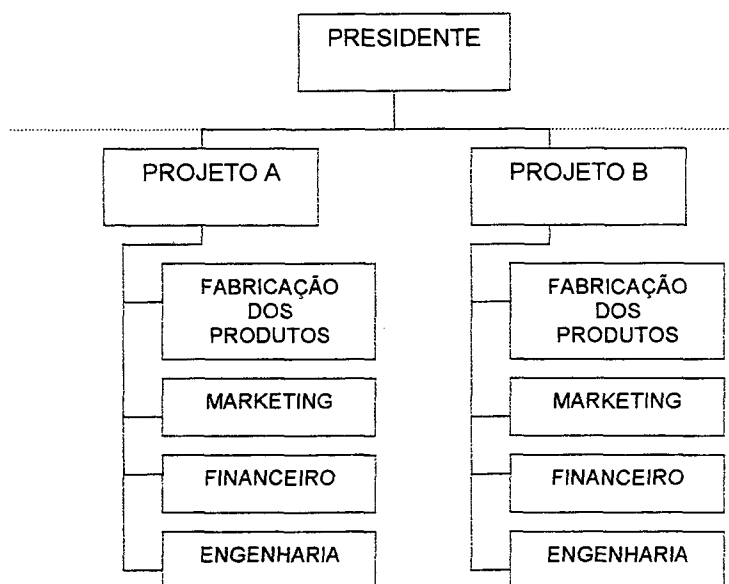 PRESIDENTE
PROJETO A
PROJETO B
FABRICAÇÃO
DOS
PRODUTOS
MARKETING
FINANCEIRO
ENGENHARIA
FABRICAÇÃO
DOS
PRODUTOS
MARKETING
FINANCEIRO
ENGENHARIA